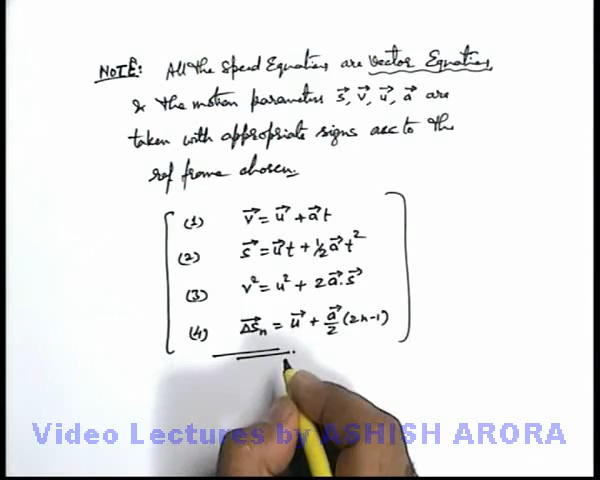 NOTE: All the Speed Equations are Vector Equations
& the motion parameters s⃗, v⃗, u⃗, a⃗ are
taken with appropriate signs acc to the
ref frame chosen.
(1) v⃗ = u⃗ + a⃗t
(2) s⃗ = u⃗t + ½a⃗t²
(3) v² = u² + 2a⃗.s⃗
(4) Δs⃗ₙ = u⃗ + a⃗/2 (2n-1)
Video Lectures by ASHISH ARORA